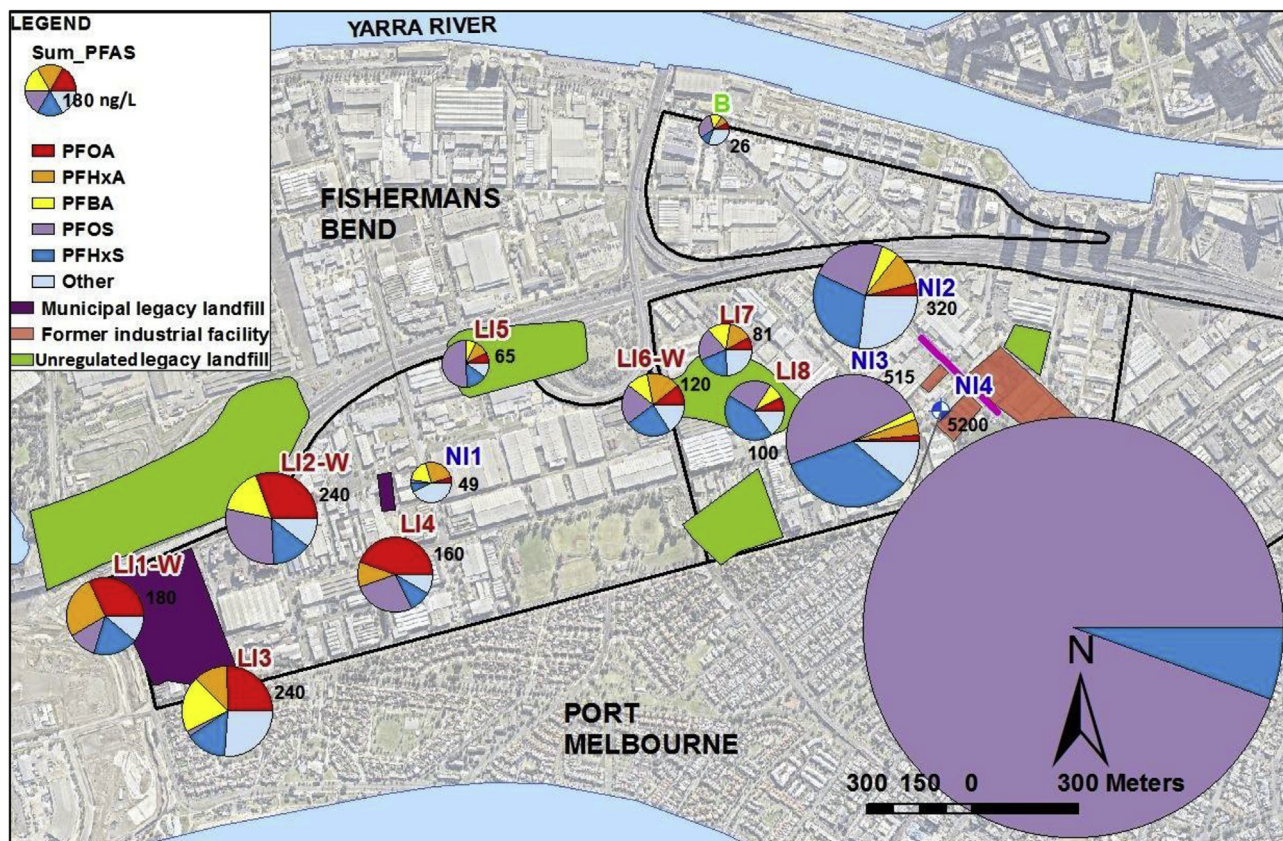 LEGEND
Sum_PFAS
180 ng/L
PFOA
PFHxA
PFBA
PFOS
PFHxS
Other
Municipal legacy landfill
Former industrial facility
Unregulated legacy landfill
YARRA RIVER
B
26
FISHERMANS
BEND
NI2
320
LI7
81
LI5
65
LI6-W
120
LI8
100
NI3
515
NI4
5200
NI1
49
LI2-W
240
LI4
160
LI1-W
180
LI3
240
PORT
MELBOURNE
N
300 150 0 300 Meters